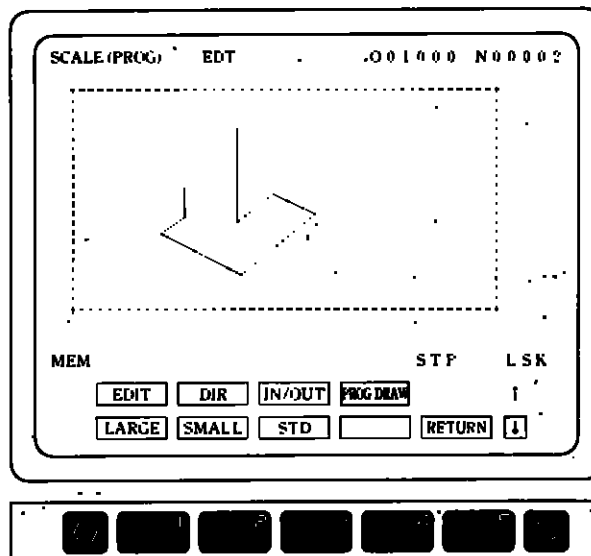 SCALE (PROG) EDT O01000 N00002
MEM STP LSK
EDIT DIR IN/OUT PROG DRAW ↑
LARGE SMALL STD RETURN ↓